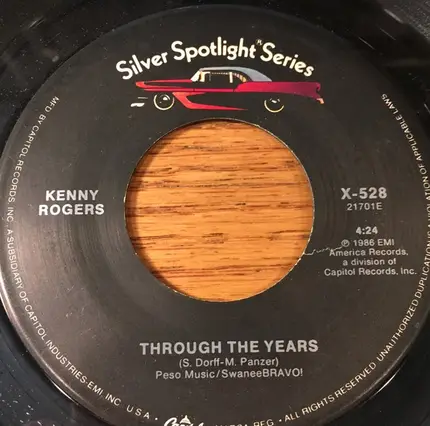 Silver Spotlight® Series
KENNY
ROGERS
X-528
21701E
4:24
℗ 1986 EMI
America Records,
a division of
Capitol Records, Inc.
THROUGH THE YEARS
(S. Dorff-M. Panzer)
Peso Music/SwaneeBRAVO!
MFD BY CAPITOL RECORDS, INC. A SUBSIDIARY OF CAPITOL INDUSTRIES-EMI, INC. U.S.A. •
REG. • ALL RIGHTS RESERVED. UNAUTHORIZED DUPLICATION IS A VIOLATION OF APPLICABLE LAWS